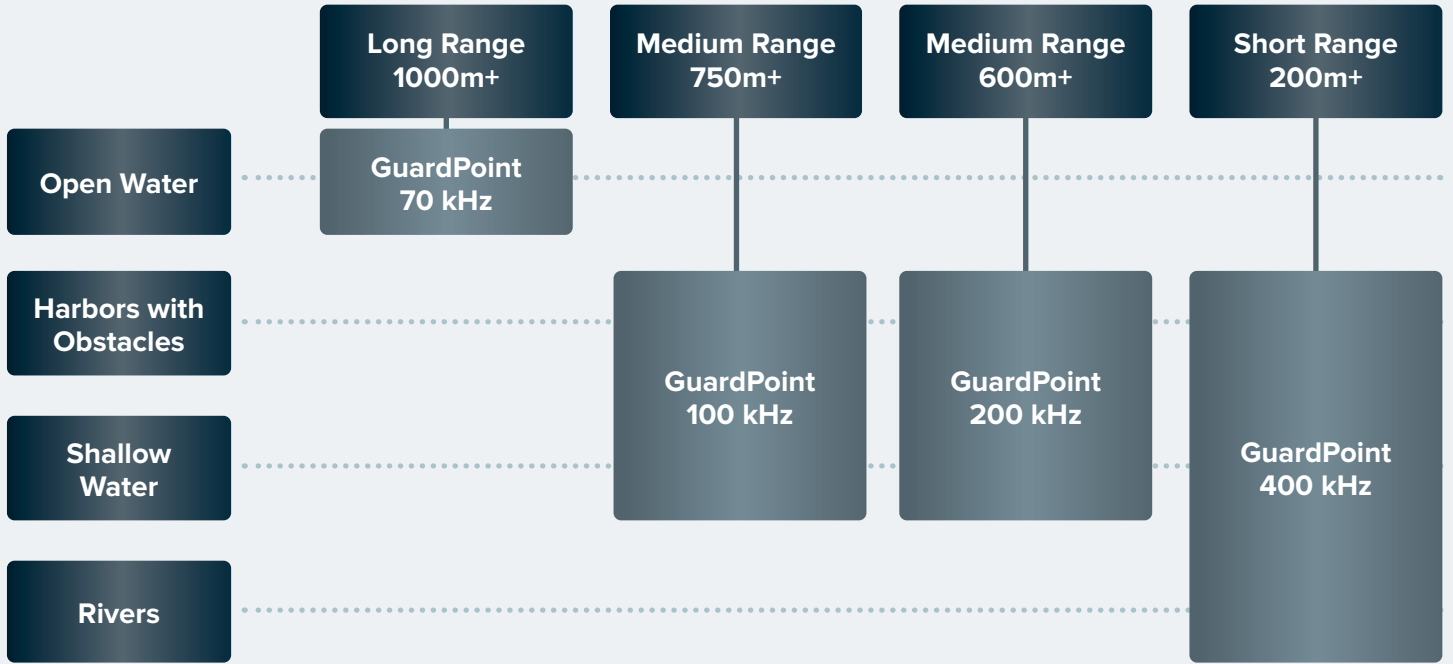 Long Range
1000m+
Medium Range
750m+
Medium Range
600m+
Short Range
200m+
Open Water
GuardPoint
70 kHz
Harbors with
Obstacles
GuardPoint
100 kHz
GuardPoint
200 kHz
Shallow
Water
GuardPoint
400 kHz
Rivers